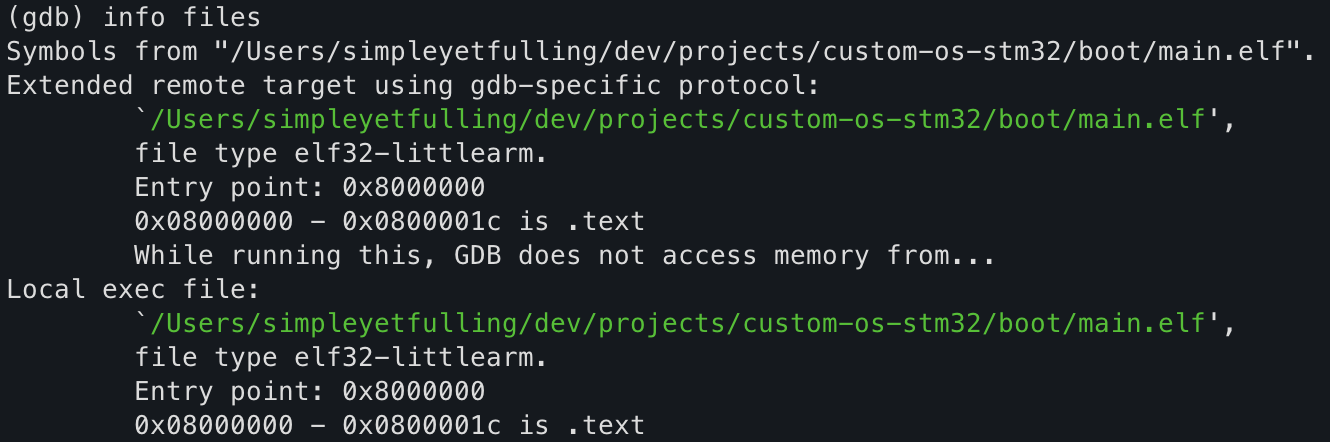 (gdb) info files
Symbols from "/Users/simpleyetfulling/dev/projects/custom-os-stm32/boot/main.elf".
Extended remote target using gdb-specific protocol:
`/Users/simpleyetfulling/dev/projects/custom-os-stm32/boot/main.elf',
file type elf32-littlearm.
Entry point: 0x8000000
0x08000000 - 0x0800001c is .text
While running this, GDB does not access memory from...
Local exec file:
`/Users/simpleyetfulling/dev/projects/custom-os-stm32/boot/main.elf',
file type elf32-littlearm.
Entry point: 0x8000000
0x08000000 - 0x0800001c is .text